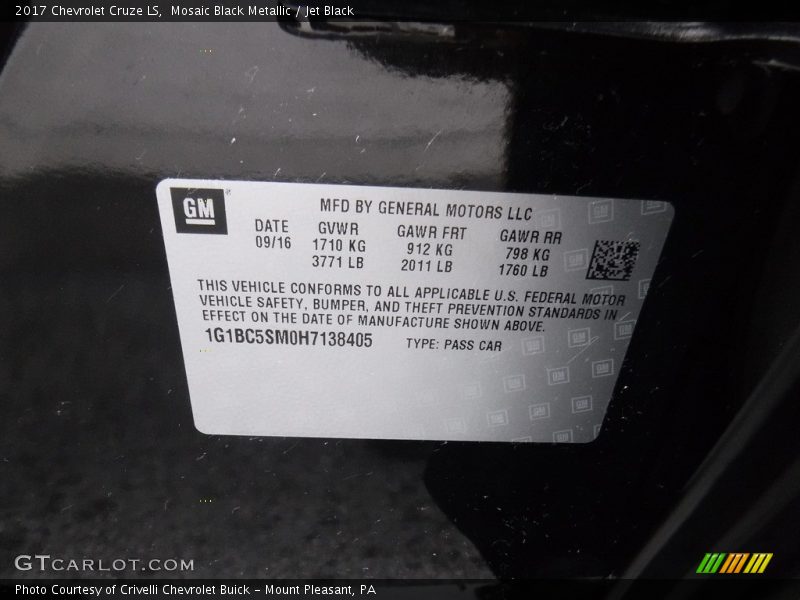 2017 Chevrolet Cruze LS, Mosaic Black Metallic / Jet Black
GM
MFD BY GENERAL MOTORS LLC
DATE GVWR GAWR FRT GAWR RR
09/16 1710 KG 912 KG 798 KG
3771 LB 2011 LB 1760 LB
THIS VEHICLE CONFORMS TO ALL APPLICABLE U.S. FEDERAL MOTOR
VEHICLE SAFETY, BUMPER, AND THEFT PREVENTION STANDARDS IN
EFFECT ON THE DATE OF MANUFACTURE SHOWN ABOVE.
1G1BC5SM0H7138405 TYPE: PASS CAR
GTCARLOT.COM
Photo Courtesy of Crivelli Chevrolet Buick - Mount Pleasant, PA